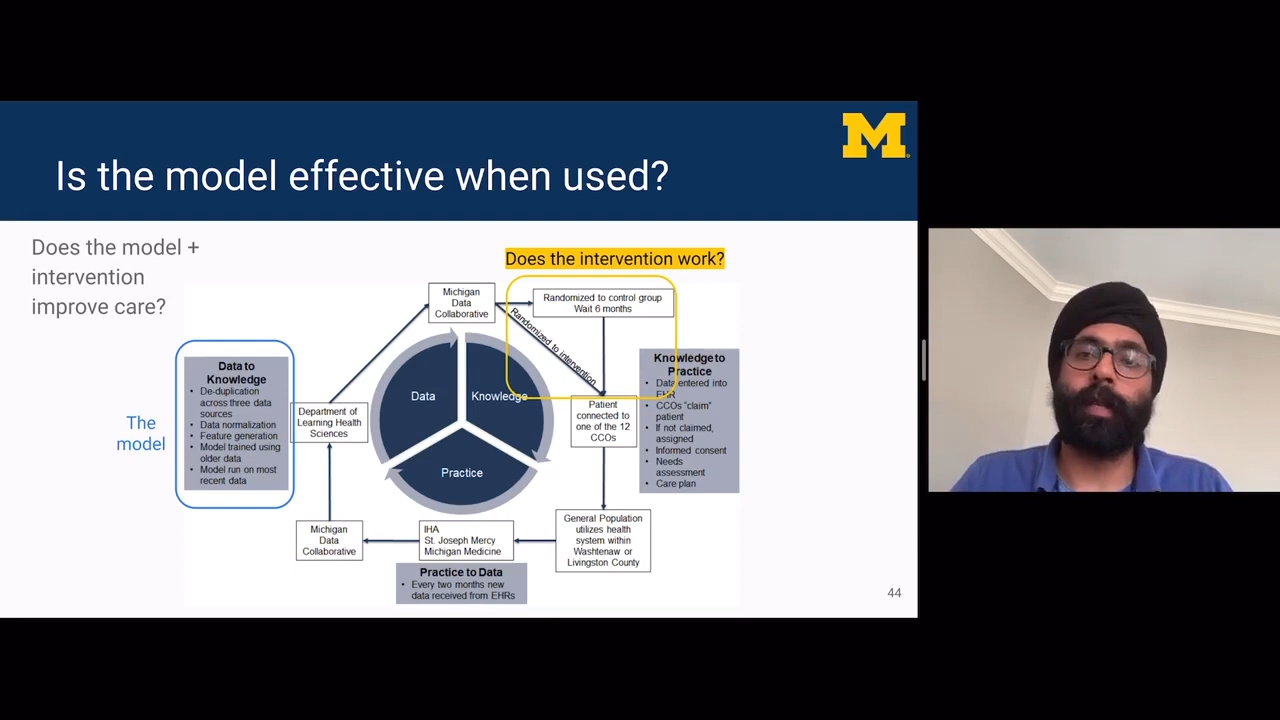 M
Is the model effective when used?
Does the model +
intervention
improve care?
Does the intervention work?
Michigan
Data
Collaborative
Randomized to control group
Wait 6 months
Randomized to intervention
Data to
Knowledge
• De-duplication
across three data
sources
• Data normalization
• Feature generation
• Model trained using
older data
• Model run on most
recent data
The
model
Department of
Learning Health
Sciences
Data
Knowledge
Practice
Patient
connected to
one of the 12
CCOs
Knowledge to
Practice
• Data entered into
EHR
• CCOs "claim"
patient
• If not claimed,
assigned
• Informed consent
• Needs
assessment
• Care plan
Michigan
Data
Collaborative
IHA
St. Joseph Mercy
Michigan Medicine
General Population
utilizes health
system within
Washtenaw or
Livingston County
Practice to Data
• Every two months new
data received from EHRs
44